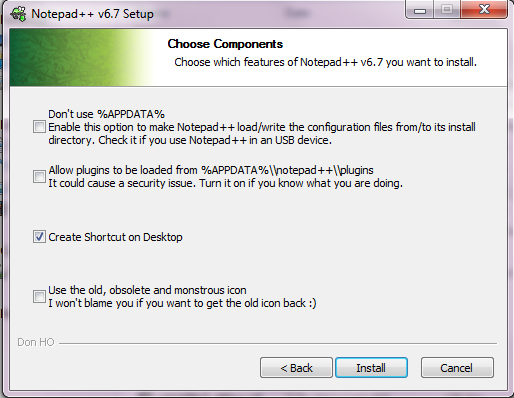 Notepad++ v6.7 Setup
Choose Components
Choose which features of Notepad++ v6.7 you want to install.
Don't use %APPDATA%
Enable this option to make Notepad++ load/write the configuration files from/to its install
directory. Check it if you use Notepad++ in an USB device.
Allow plugins to be loaded from %APPDATA%\\notepad++\\plugins
It could cause a security issue. Turn it on if you know what you are doing.
Create Shortcut on Desktop
Use the old, obsolete and monstrous icon
I won't blame you if you want to get the old icon back :)
Don HO
< Back
Install
Cancel